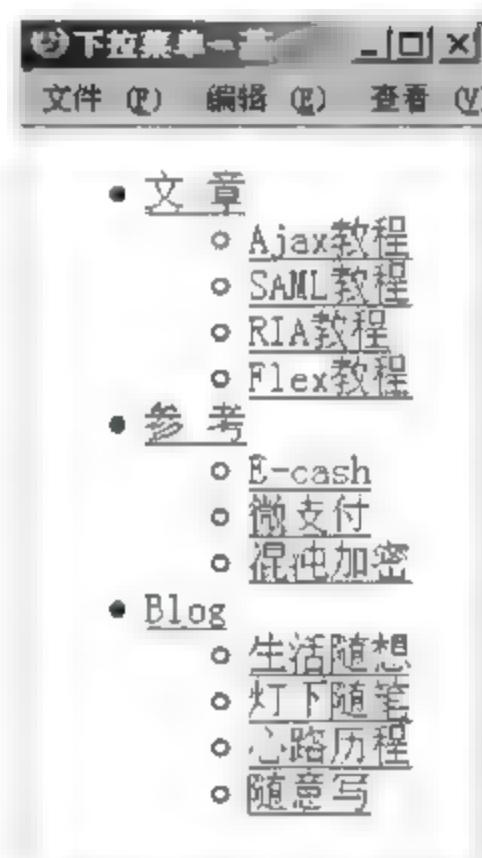 下拉菜单-
文件 (F) 编辑 (E) 查看 (V)
文 章
Ajax教程
SAML教程
RIA教程
Flex教程
参 考
E-cash
微支付
混沌加密
Blog
生活随想
灯下随笔
心路历程
随意写